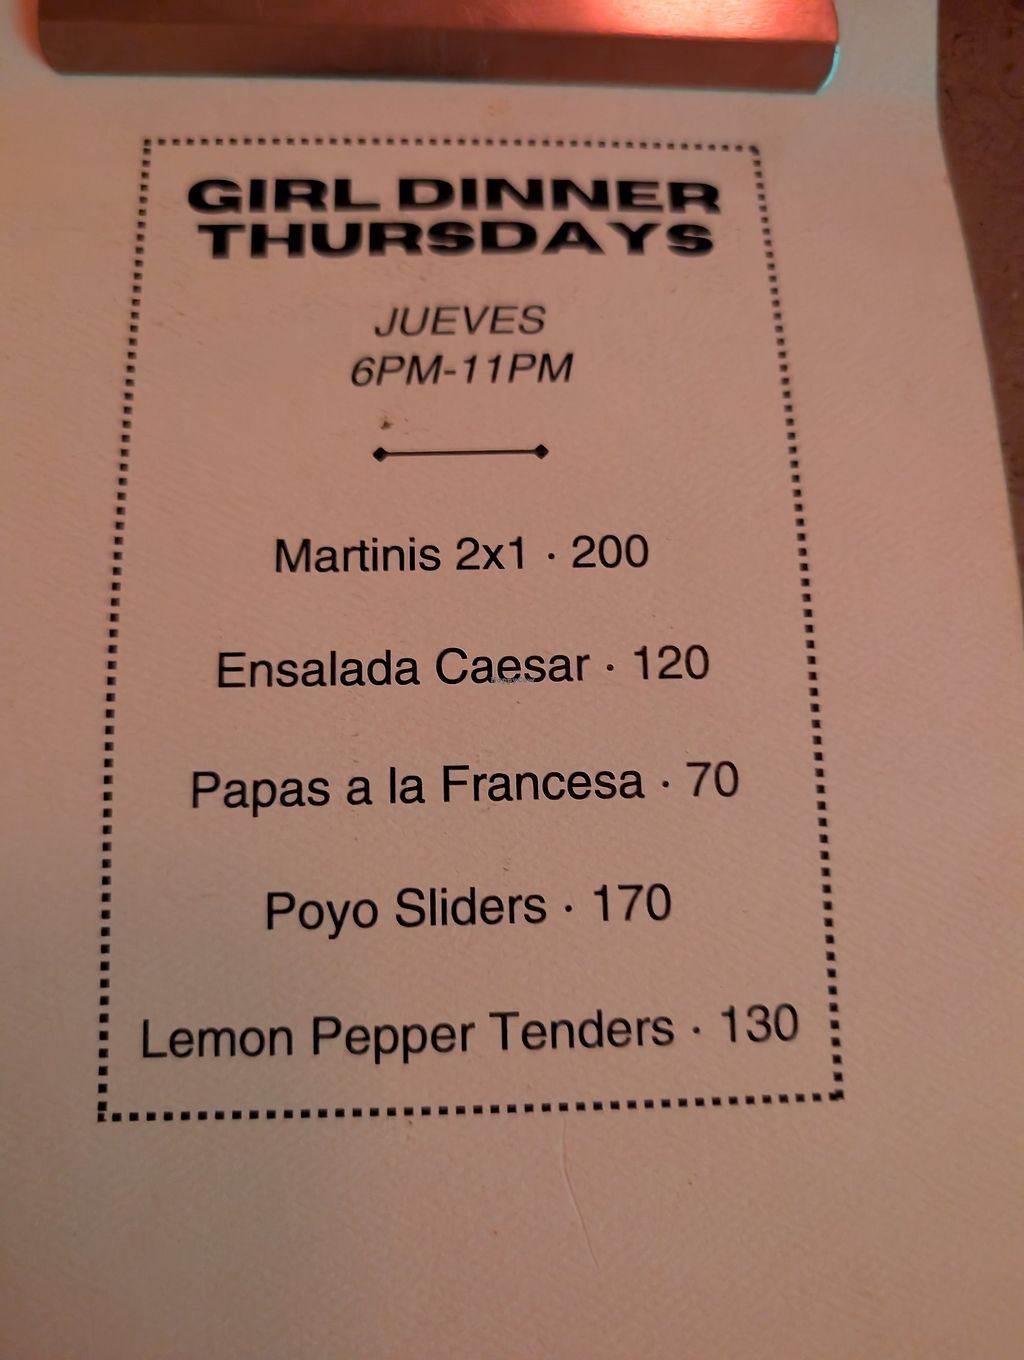 GIRL DINNER
THURSDAYS
JUEVES
6PM-11PM
Martinis 2x1 · 200
Ensalada Caesar · 120
Papas a la Francesa · 70
Poyo Sliders · 170
Lemon Pepper Tenders · 130